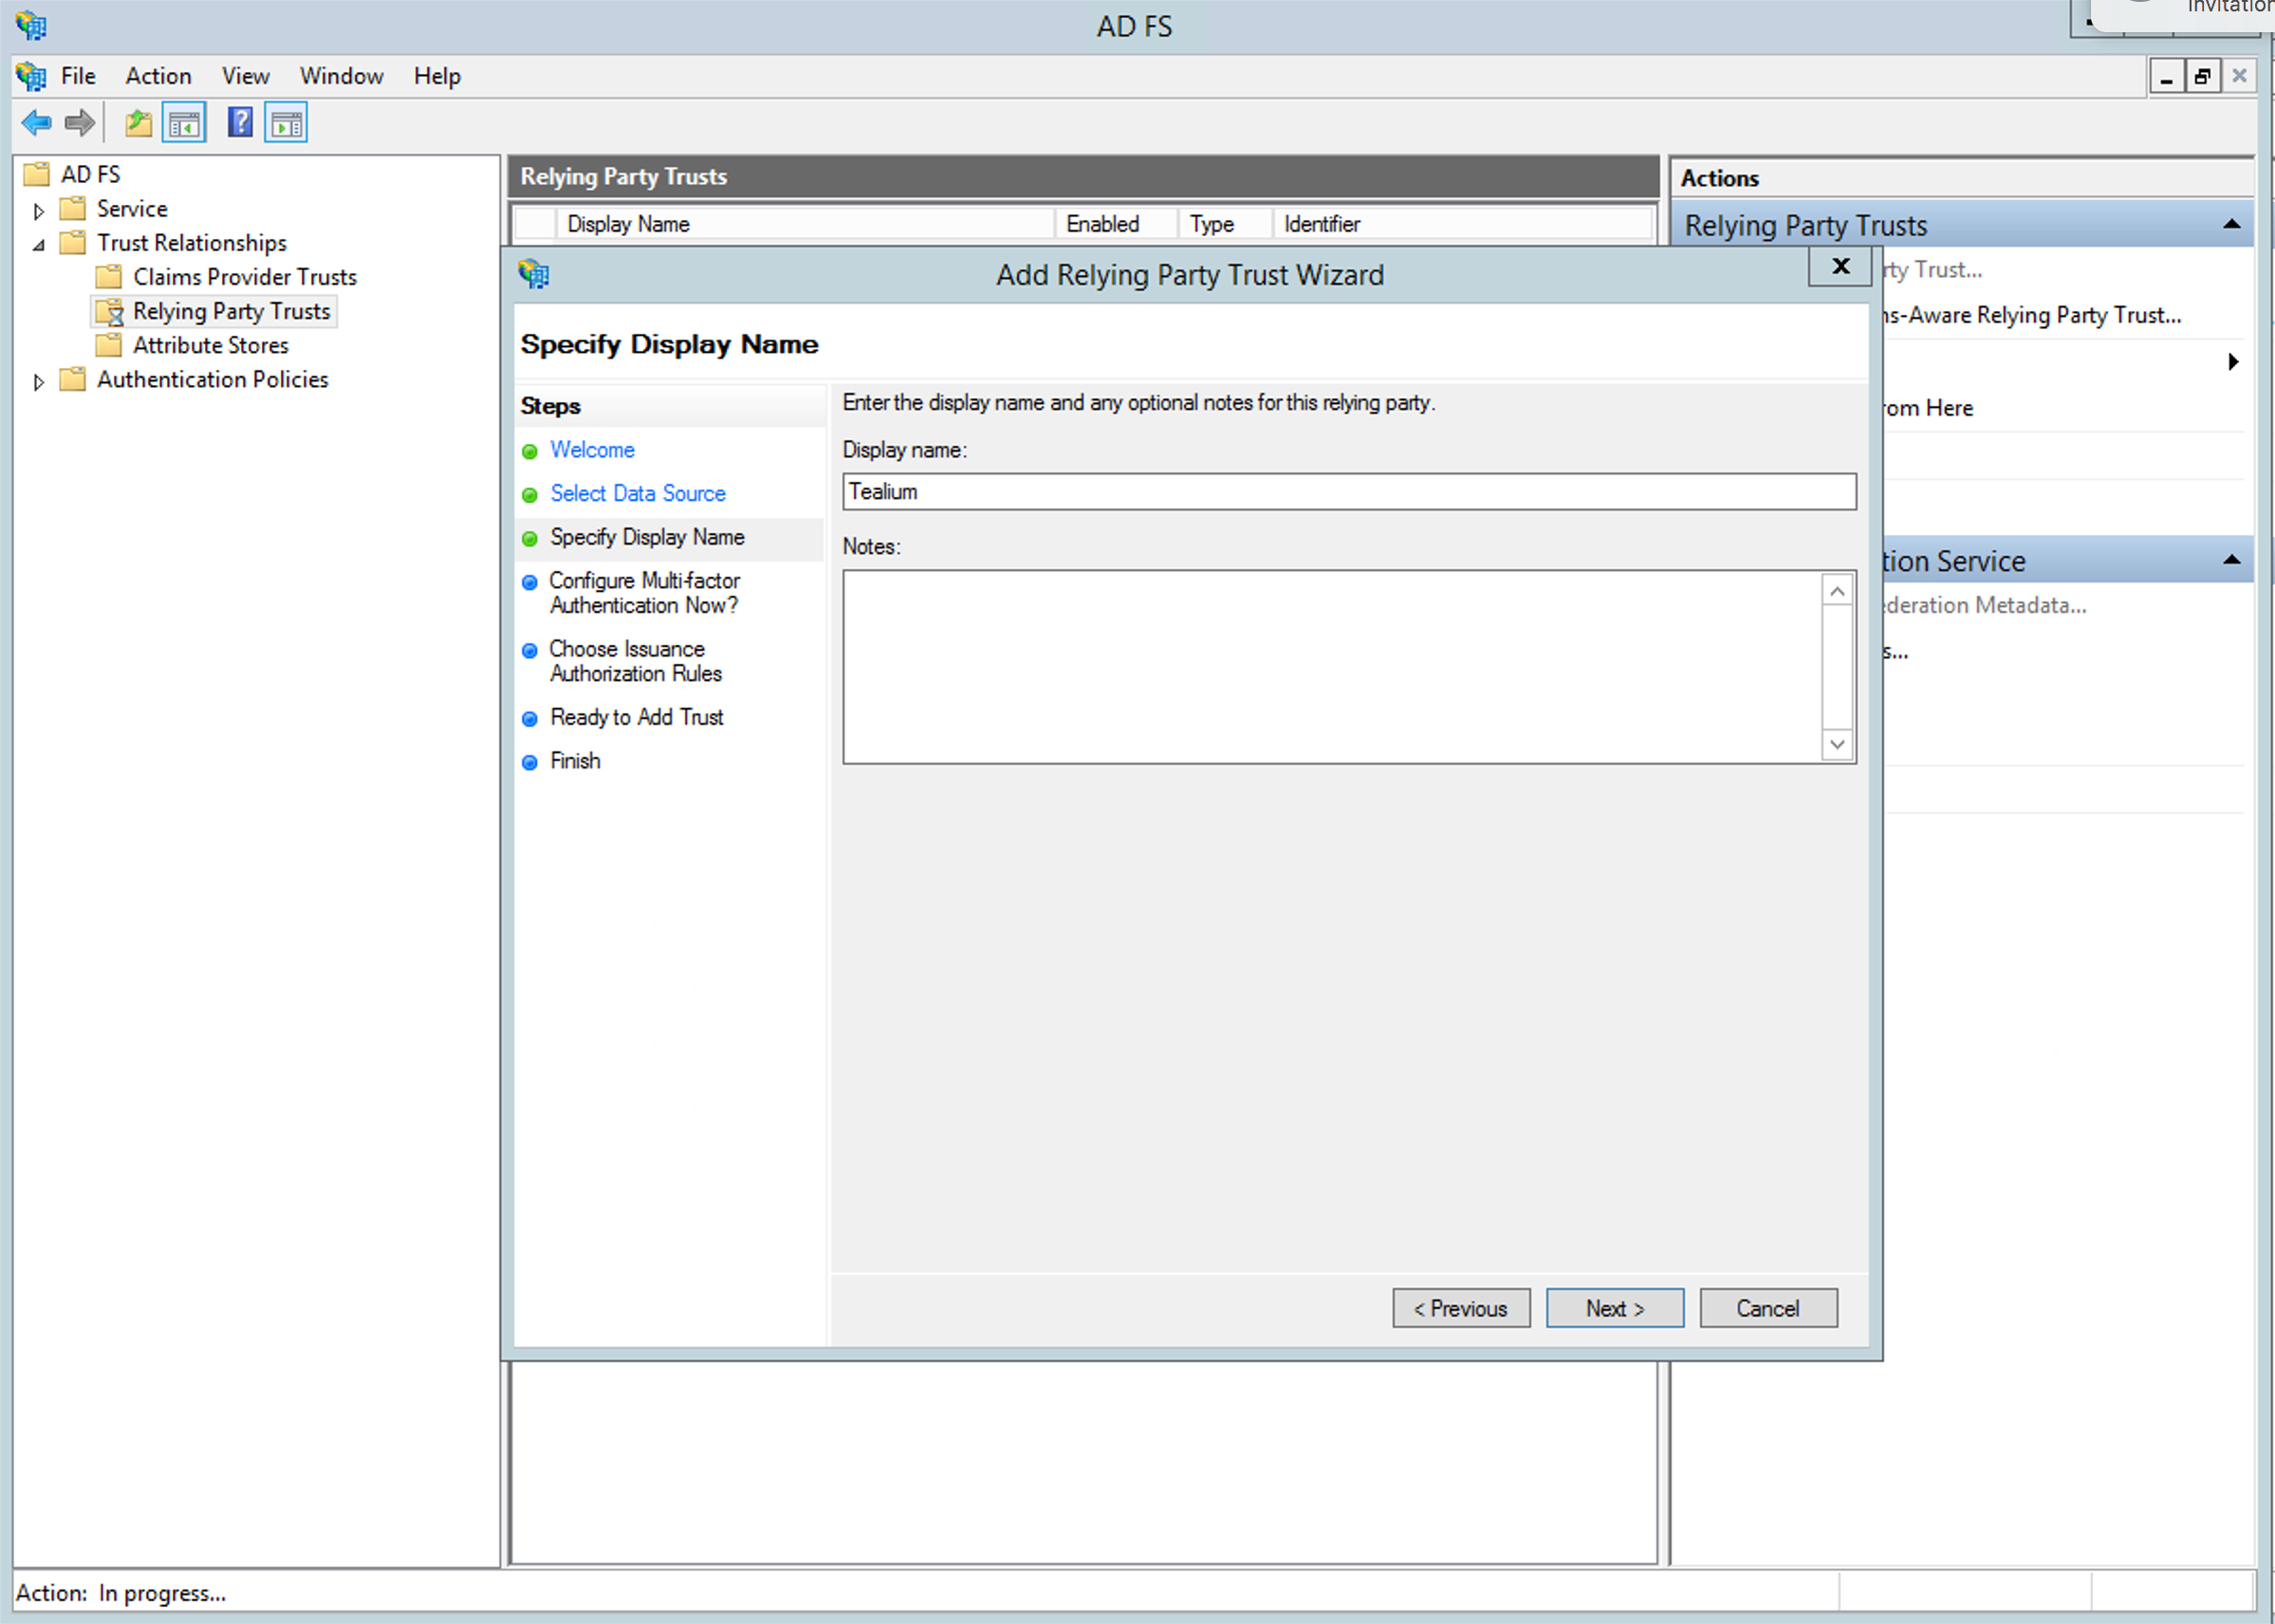 AD FS
File Action View Window Help
AD FS
Service
Trust Relationships
Claims Provider Trusts
Relying Party Trusts
Attribute Stores
Authentication Policies
Relying Party Trusts
Display Name Enabled Type Identifier
Actions
Relying Party Trusts
rty Trust...
ns-Aware Relying Party Trust...
rom Here
tion Service
ederation Metadata...
s...
Add Relying Party Trust Wizard
Specify Display Name
Steps
Welcome
Select Data Source
Specify Display Name
Configure Multi-factor
Authentication Now?
Choose Issuance
Authorization Rules
Ready to Add Trust
Finish
Enter the display name and any optional notes for this relying party.
Display name:
Tealium
Notes:
< Previous Next > Cancel
Action: In progress...